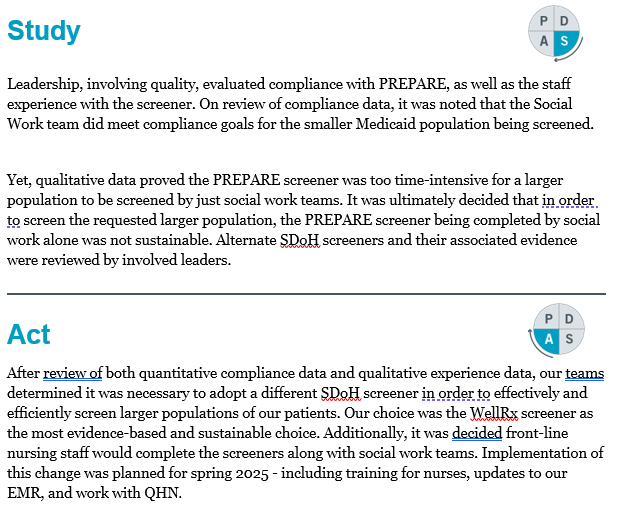 Study
P D
A S
Leadership, involving quality, evaluated compliance with PREPARE, as well as the staff
experience with the screener. On review of compliance data, it was noted that the Social
Work team did meet compliance goals for the smaller Medicaid population being screened.
Yet, qualitative data proved the PREPARE screener was too time-intensive for a larger
population to be screened by just social work teams. It was ultimately decided that in order
to screen the requested larger population, the PREPARE screener being completed by social
work alone was not sustainable. Alternate SDoH screeners and their associated evidence
were reviewed by involved leaders.
Act
P D
A S
After review of both quantitative compliance data and qualitative experience data, our teams
determined it was necessary to adopt a different SDoH screener in order to effectively and
efficiently screen larger populations of our patients. Our choice was the WellRx screener as
the most evidence-based and sustainable choice. Additionally, it was decided front-line
nursing staff would complete the screeners along with social work teams. Implementation of
this change was planned for spring 2025 - including training for nurses, updates to our
EMR, and work with QHN.